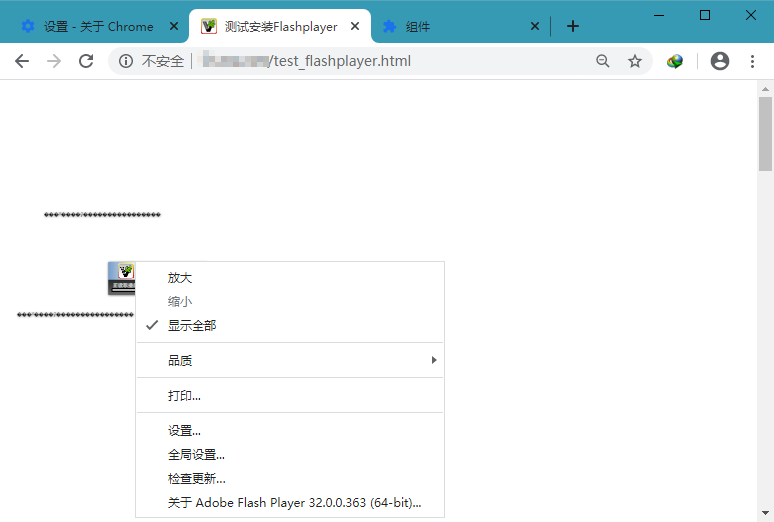 设置 - 关于 Chrome
测试安装Flashplayer
组件
不安全
/test_flashplayer.html
放大
缩小
显示全部
品质
打印...
设置...
全局设置...
检查更新...
关于 Adobe Flash Player 32.0.0.363 (64-bit)...